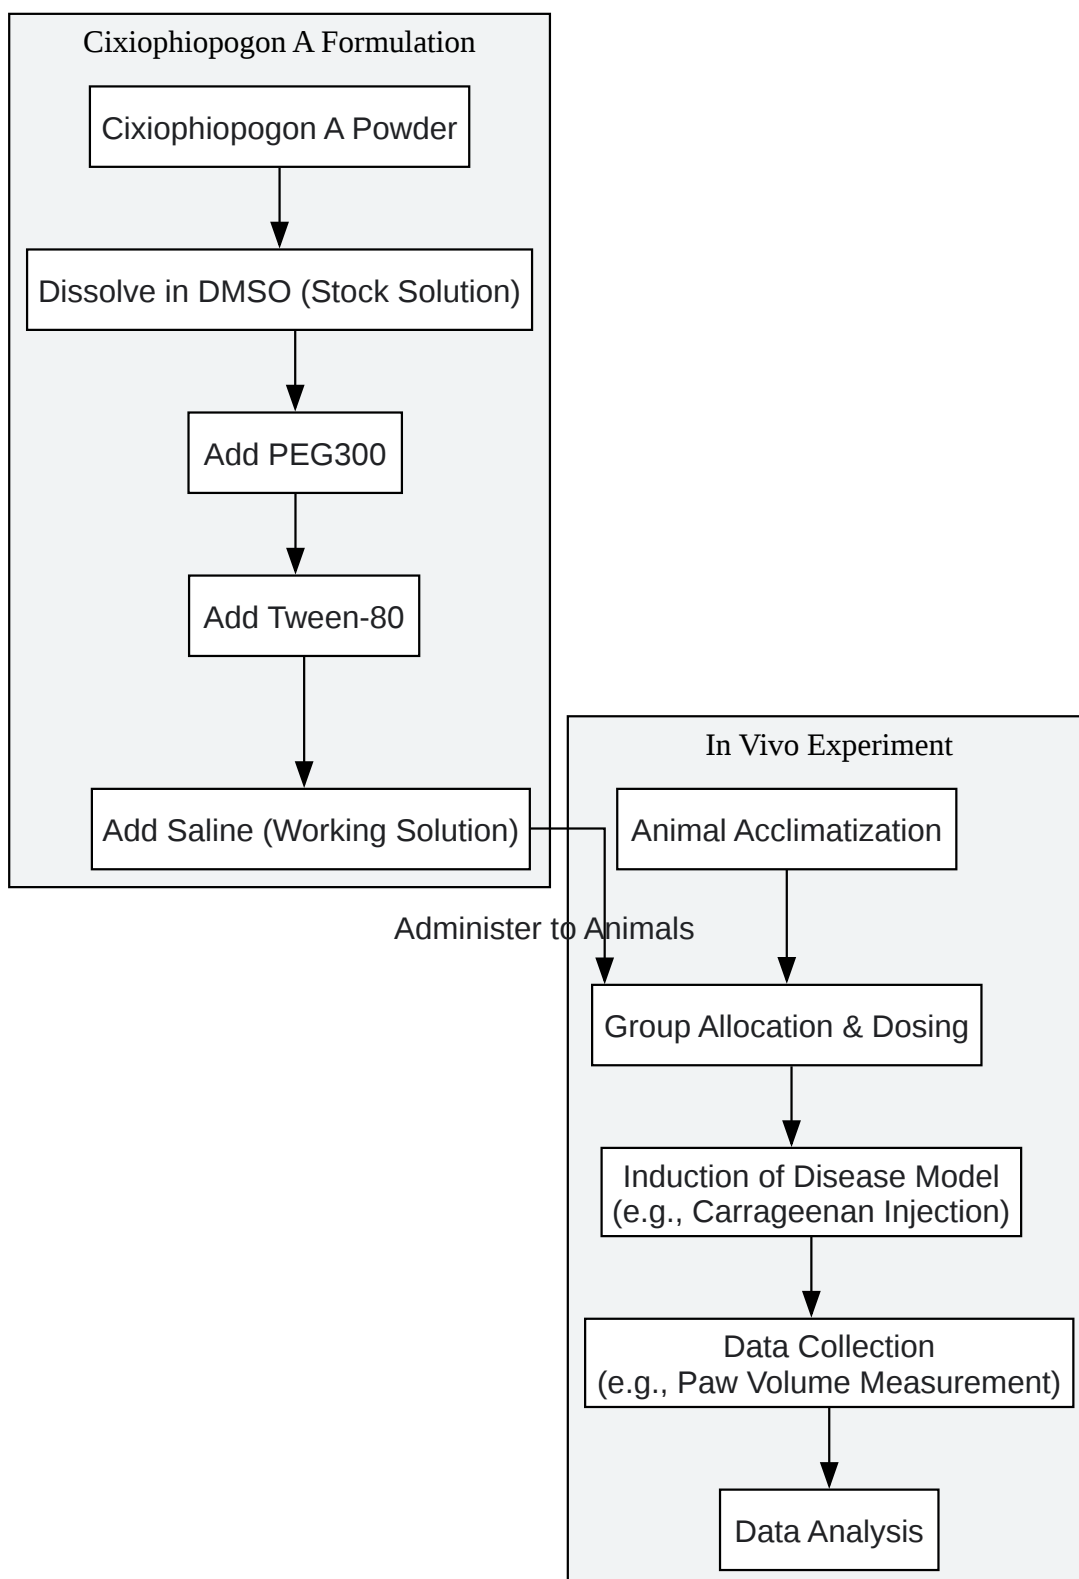 Cixiophiopogon A Formulation
Cixiophiopogon A Powder
Dissolve in DMSO (Stock Solution)
Add PEG300
Add Tween-80
Add Saline (Working Solution)
Administer to Animals
In Vivo Experiment
Animal Acclimatization
Group Allocation & Dosing
Induction of Disease Model
(e.g., Carrageenan Injection)
Data Collection
(e.g., Paw Volume Measurement)
Data Analysis